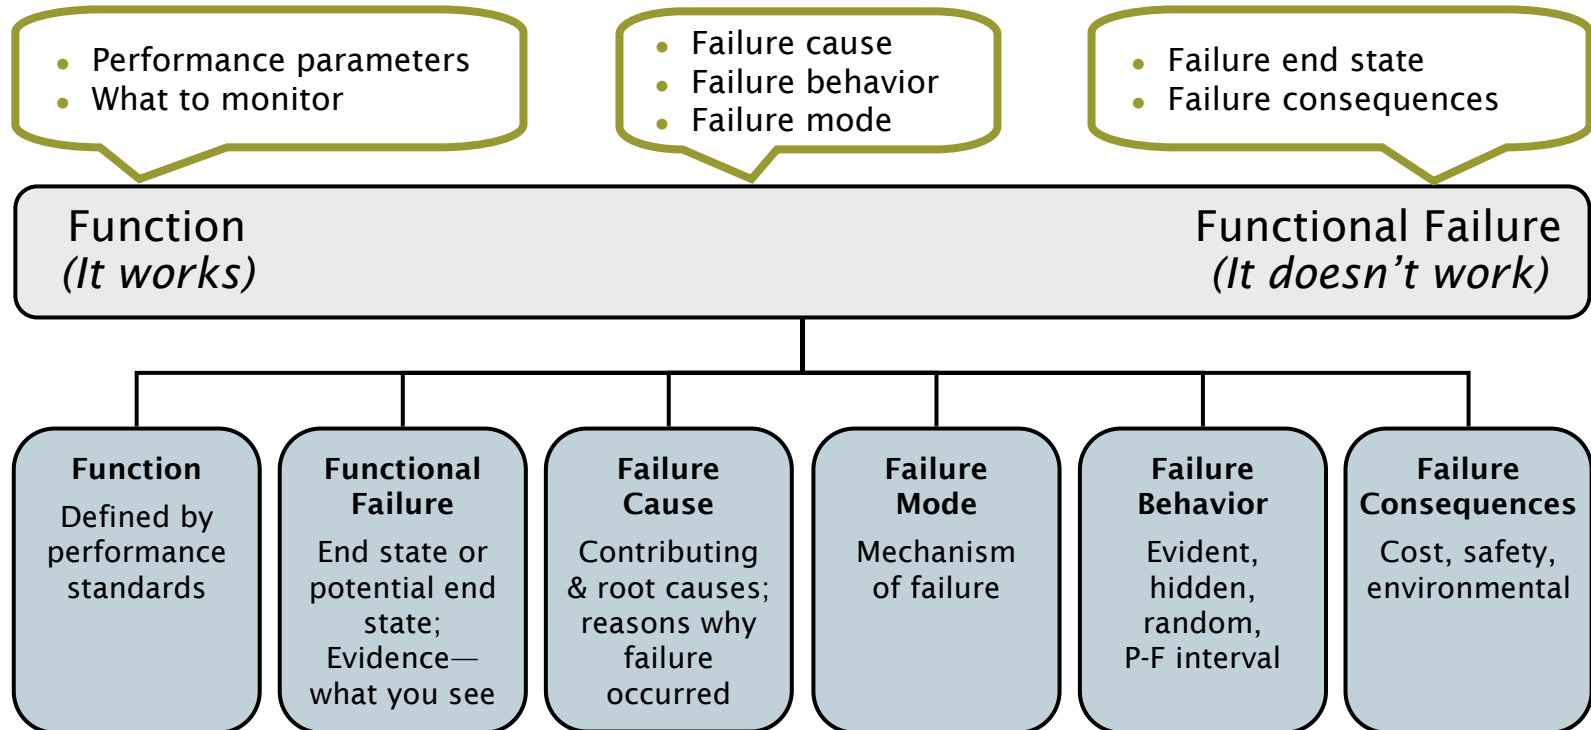 • Performance parameters
• What to monitor
• Failure cause
• Failure behavior
• Failure mode
• Failure end state
• Failure consequences
Function
(It works)
Functional Failure
(It doesn’t work)
Function
Defined by
performance
standards
Functional
Failure
End state or
potential end
state;
Evidence—
what you see
Failure
Cause
Contributing
& root causes;
reasons why
failure
occurred
Failure
Mode
Mechanism
of failure
Failure
Behavior
Evident,
hidden,
random,
P-F interval
Failure
Consequences
Cost, safety,
environmental